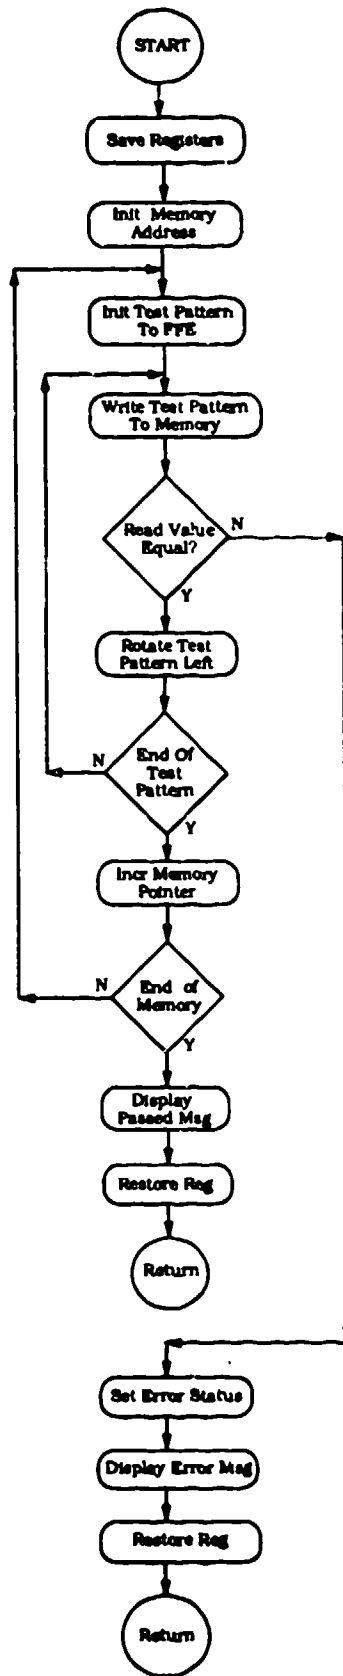 START
Save Registers
Init Memory
Address
Init Test Pattern
To FFE
Write Test Pattern
To Memory
Read Value
Equal?
N
Y
Rotate Test
Pattern Left
End Of
Test
Pattern
N
Y
Incr Memory
Pointer
End of
Memory
N
Y
Display
Passed Msg
Restore Reg
Return
Set Error Status
Display Error Msg
Restore Reg
Return